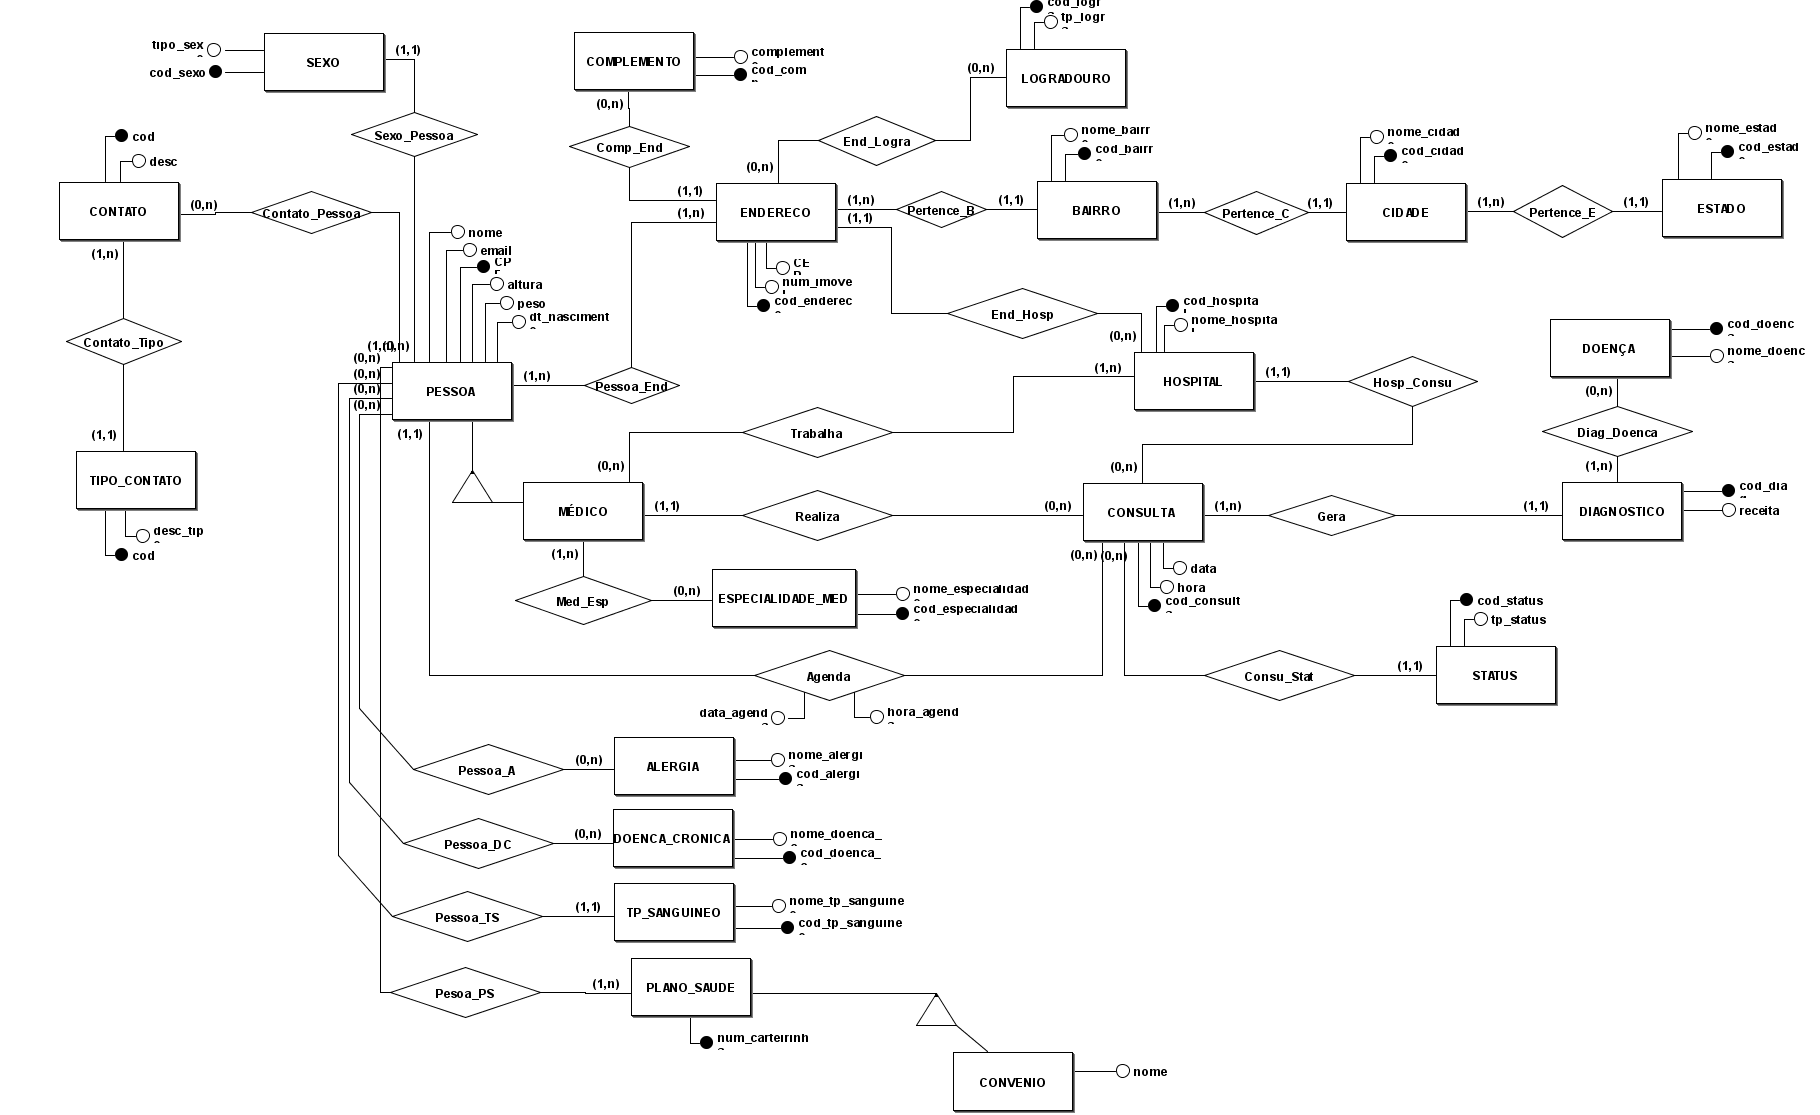 cod_logr
tp_logr
tipo_sex
cod_sexo
SEXO
(1,1)
COMPLEMENTO
complement
cod_com
(0,n)
(0,n)
LOGRADOURO
Sexo_Pessoa
Comp_End
End_Logra
(0,n)
cod
desc
nome_bairr
cod_bairr
nome_cidad
cod_cidad
nome_estad
cod_estad
CONTATO
(0,n)
Contato_Pessoa
(1,1)
(1,n)
ENDERECO
(1,n)
(1,1)
Pertence_B
(1,1)
BAIRRO
(1,n)
Pertence_C
(1,1)
CIDADE
(1,n)
Pertence_E
(1,1)
ESTADO
(1,n)
nome
email
CP
altura
peso
dt_nasciment
CE
num_imove
cod_enderec
End_Hosp
cod_hospita
nome_hospita
(0,n)
Contato_Tipo
(1,1)
TIPO_CONTATO
desc_tip
cod
(0,n)
(0,n)
(0,n)
(0,n)
(0,n)
PESSOA
(1,n)
Pessoa_End
(1,1)
(1,n)
HOSPITAL
(1,1)
Hosp_Consu
DOENÇA
cod_doenc
nome_doenc
(0,n)
Diag_Doenca
(1,n)
Trabalha
(0,n)
(0,n)
MÉDICO
(1,1)
Realiza
(0,n)
CONSULTA
(1,n)
Gera
(1,1)
DIAGNOSTICO
cod_dia
receita
(1,n)
(0,n)
(0,n)
data
hora
cod_consult
Med_Esp
(0,n)
ESPECIALIDADE_MED
nome_especialidad
cod_especialidad
cod_status
tp_status
Agenda
data_agend
hora_agend
Consu_Stat
(1,1)
STATUS
Pessoa_A
(0,n)
ALERGIA
nome_alergi
cod_alergi
Pessoa_DC
(0,n)
DOENCA_CRONICA
nome_doenca_
cod_doenca_
Pessoa_TS
(1,1)
TP_SANGUINEO
nome_tp_sanguine
cod_tp_sanguine
Pesoa_PS
(1,n)
PLANO_SAUDE
num_carteirinh
CONVENIO
nome